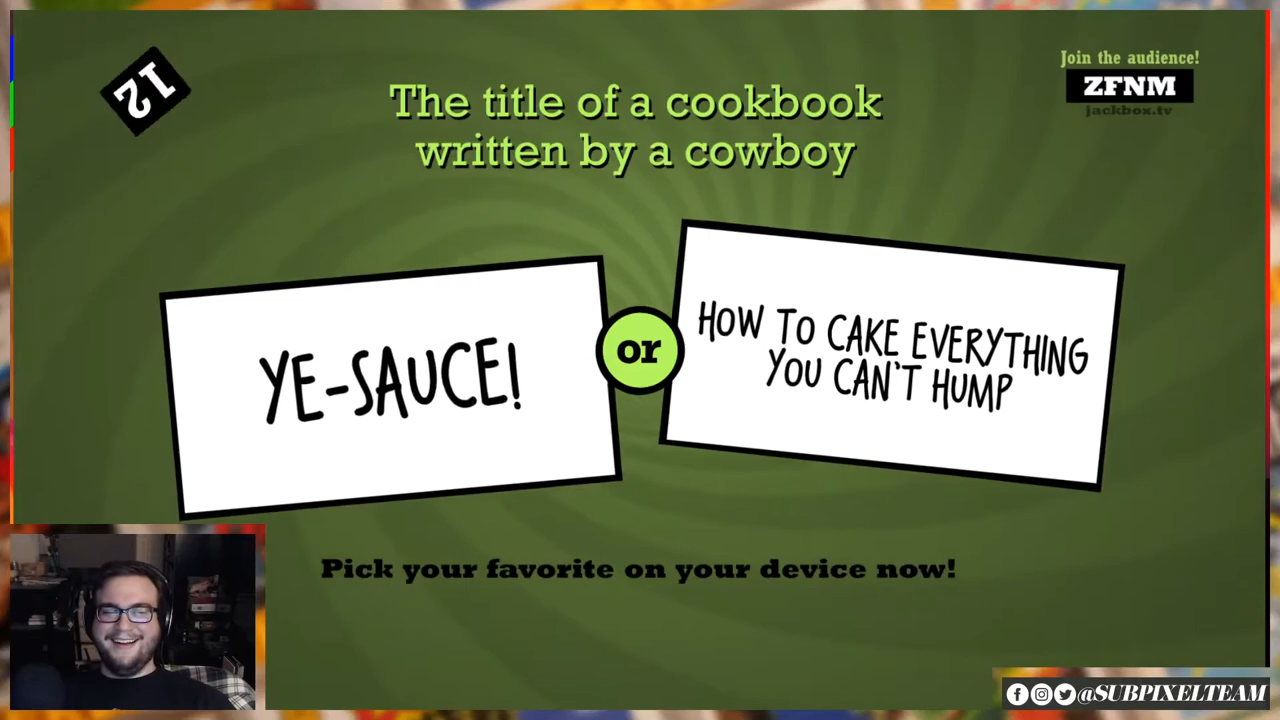 12
The title of a cookbook
written by a cowboy
Join the audience!
ZFNM
jackbox.tv
YE-SAUCE!
or
HOW TO CAKE EVERYTHING
YOU CAN'T HUMP
Pick your favorite on your device now!
@SUBPIXELTEAM